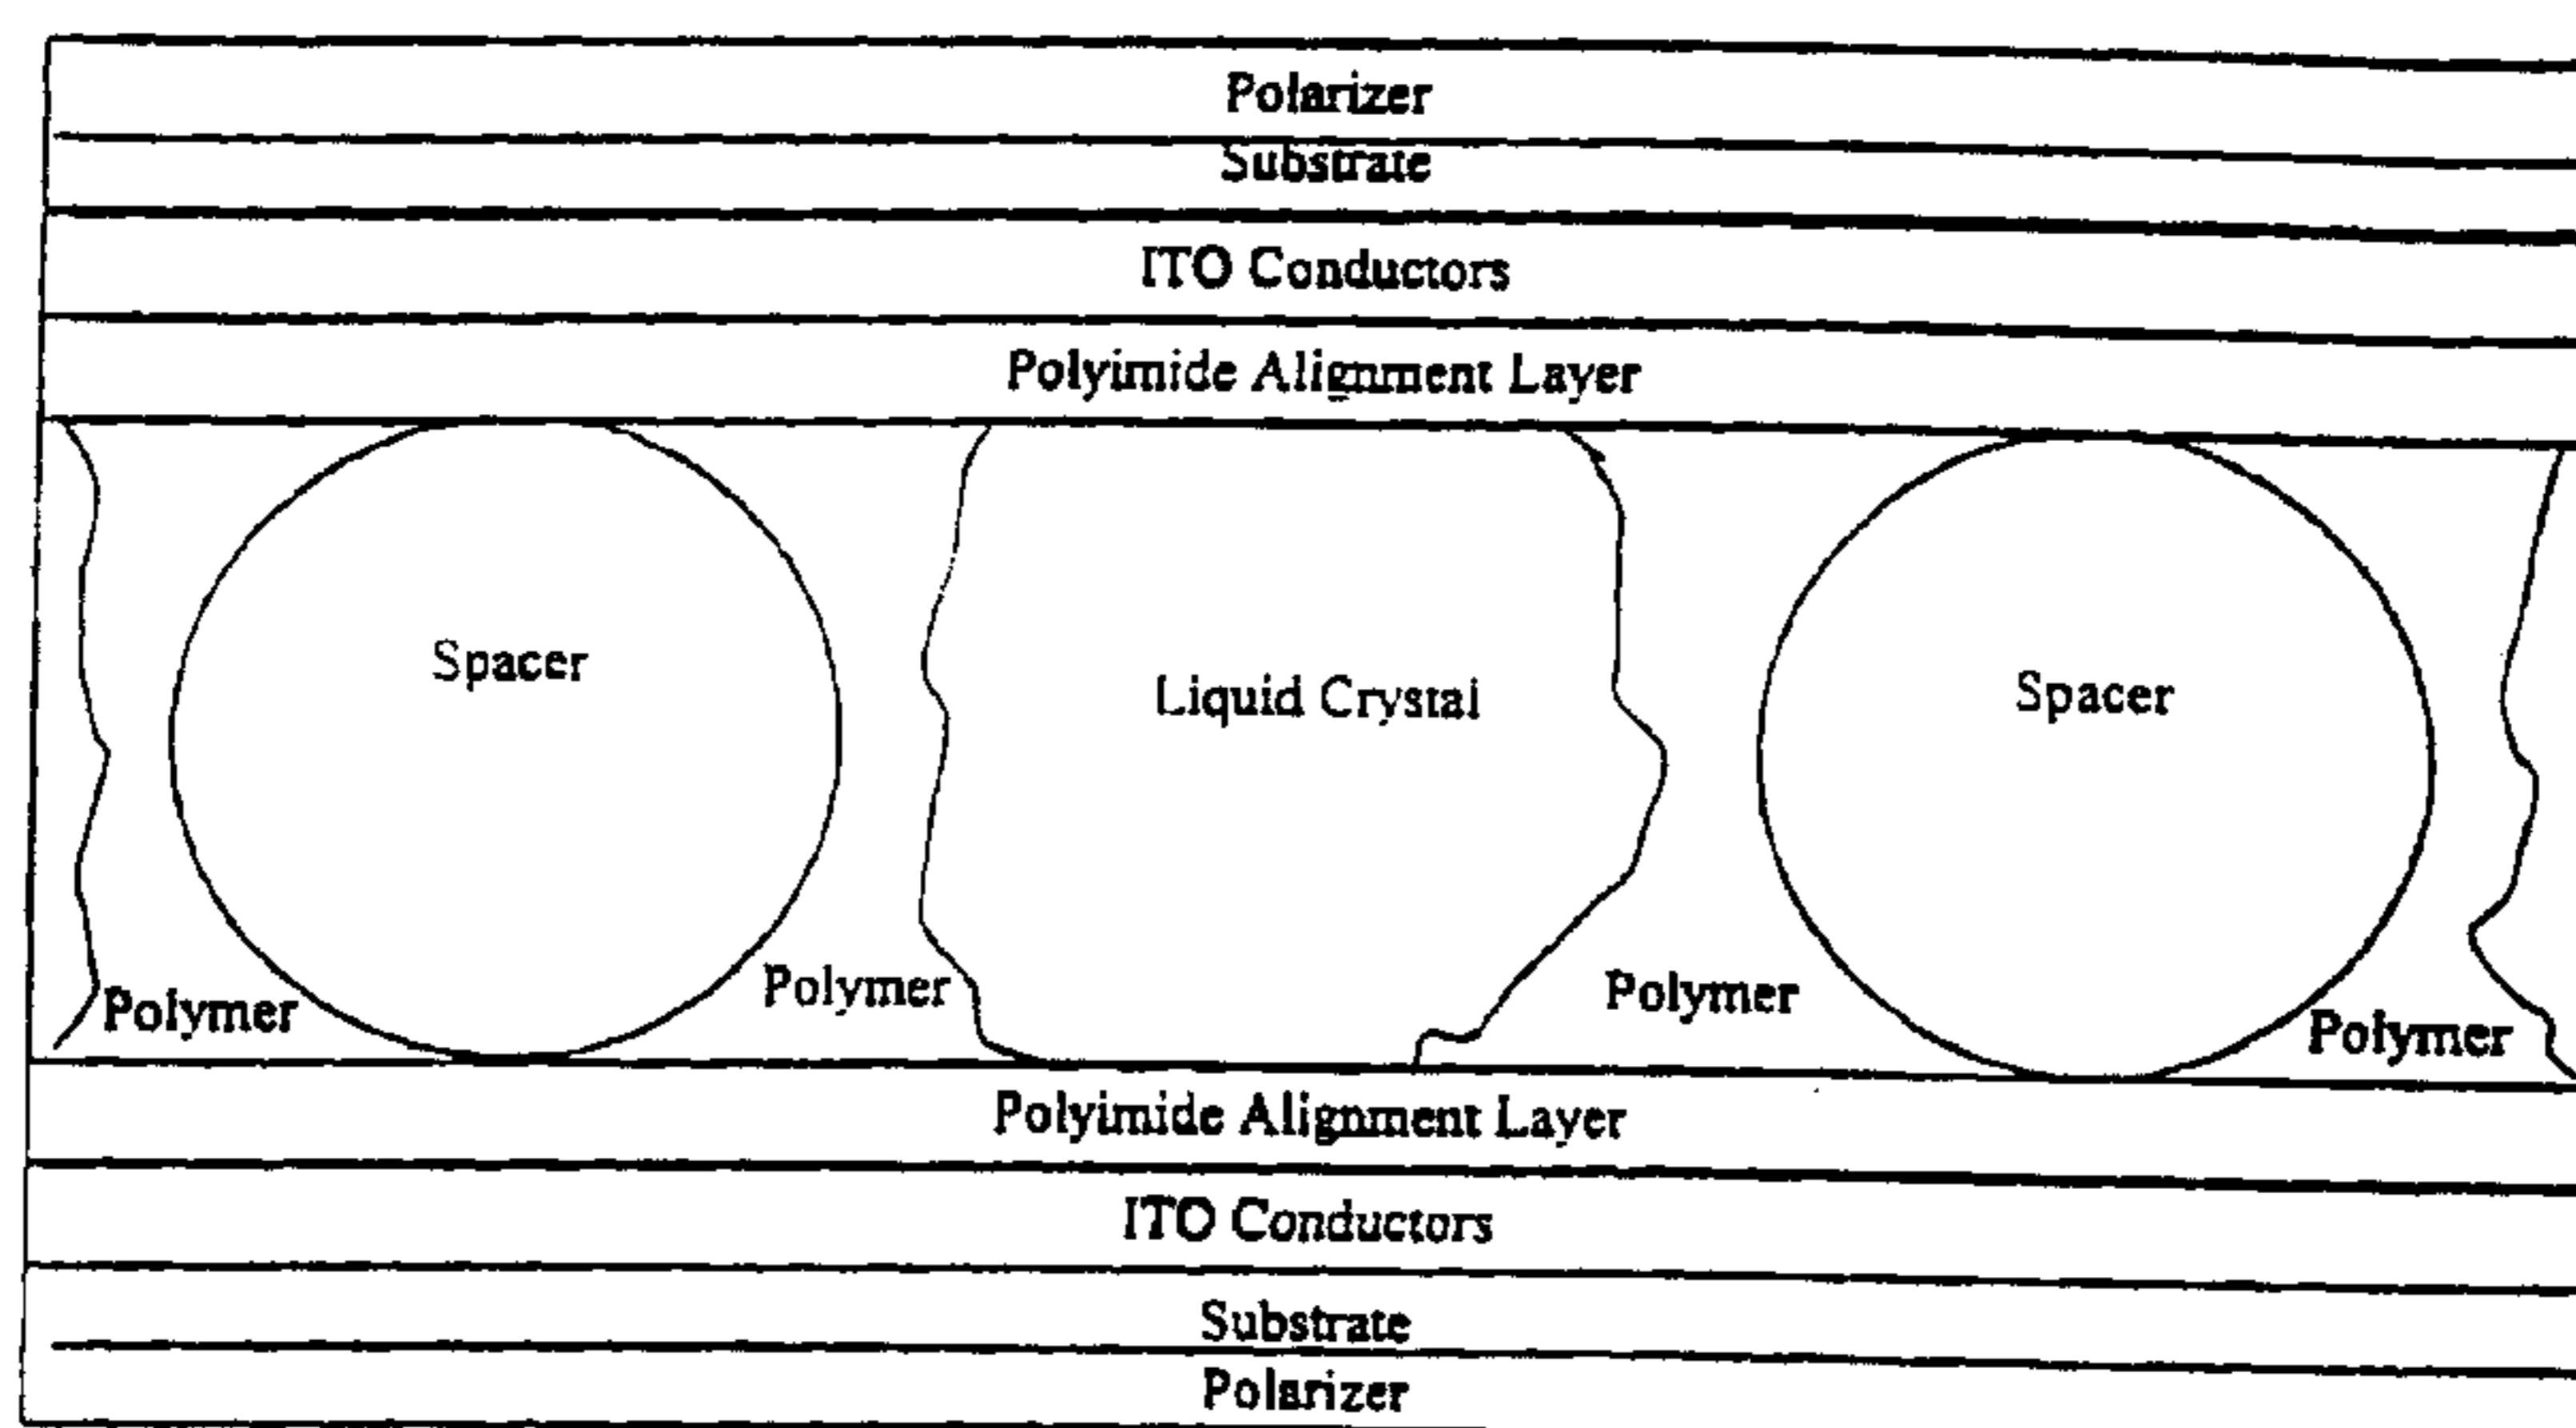 Polarizer
Substrate
ITO Conductors
Polyimide Alignment Layer
Spacer
Liquid Crystal
Spacer
Polymer
Polymer
Polymer
Polymer
Polyimide Alignment Layer
ITO Conductors
Substrate
Polarizer